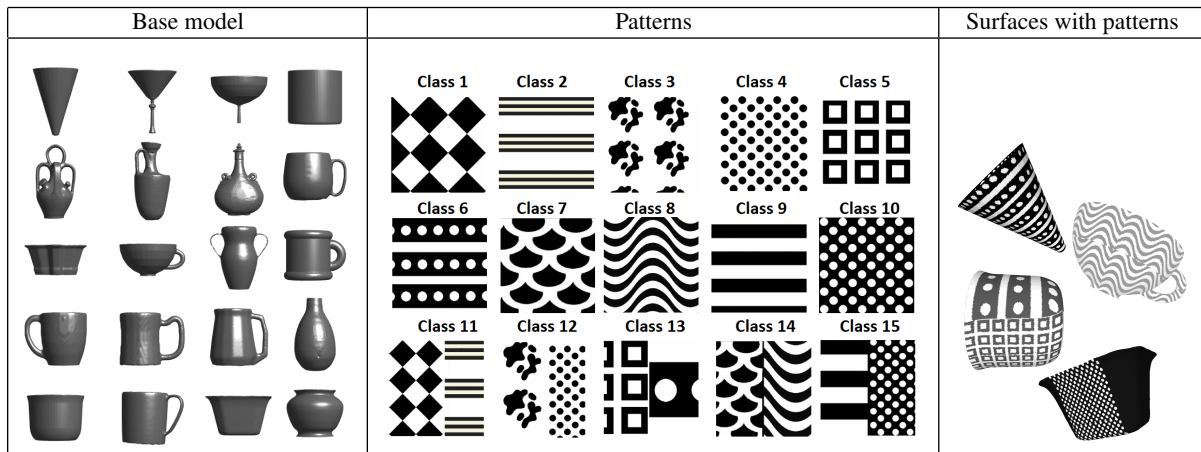 Base model
Patterns
Surfaces with patterns
Class 1 Class 2 Class 3 Class 4 Class 5
Class 6 Class 7 Class 8 Class 9 Class 10
Class 11 Class 12 Class 13 Class 14 Class 15